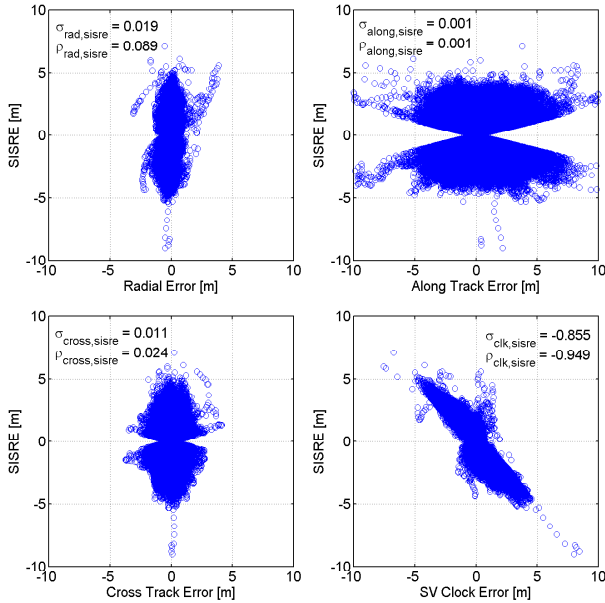 σrad,sisre = 0.019
ρrad,sisre = 0.089
10
5
0
-5
-10
SISRE [m]
-10
-5
0
5
10
Radial Error [m]
σalong,sisre = 0.001
ρalong,sisre = 0.001
10
5
0
-5
-10
SISRE [m]
-10
-5
0
5
10
Along Track Error [m]
σcross,sisre = 0.011
ρcross,sisre = 0.024
10
5
0
-5
-10
SISRE [m]
-10
-5
0
5
10
Cross Track Error [m]
σclk,sisre = -0.855
ρclk,sisre = -0.949
10
5
0
-5
-10
SISRE [m]
-10
-5
0
5
10
SV Clock Error [m]